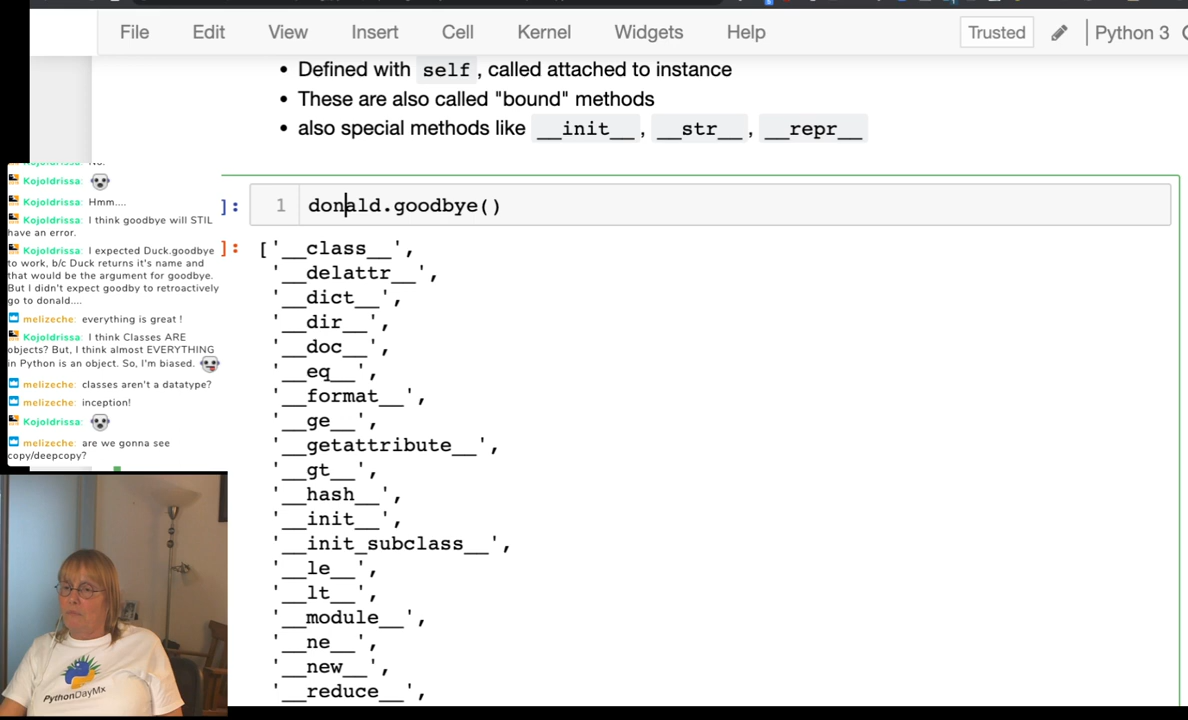 File Edit View Insert Cell Kernel Widgets Help Trusted Python 3
• Defined with self, called attached to instance
• These are also called "bound" methods
• also special methods like __init__, __str__, __repr__
]: 1 donald.goodbye()
]: ['__class__',
'__delattr__',
'__dict__',
'__dir__',
'__doc__',
'__eq__',
'__format__',
'__ge__',
'__getattribute__',
'__gt__',
'__hash__',
'__init__',
'__init_subclass__',
'__le__',
'__lt__',
'__module__',
'__ne__',
'__new__',
'__reduce__',
Kojoldrissa: No.
Kojoldrissa:
Kojoldrissa: Hmm....
Kojoldrissa: I think goodbye will STIL
have an error.
Kojoldrissa: I expected Duck.goodbye
to work, b/c Duck returns it's name and
that would be the argument for goodbye.
But I didn't expect goodby to retroactively
go to donald....
melizeche: everything is great !
Kojoldrissa: I think Classes ARE
objects? But, I think almost EVERYTHING
in Python is an object. So, I'm biased.
melizeche: classes aren't a datatype?
melizeche: inception!
Kojoldrissa:
melizeche: are we gonna see
copy/deepcopy?
PythonDayMx